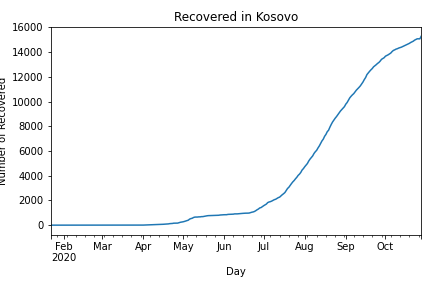 Recovered in Kosovo
16000
14000
12000
10000
8000
6000
4000
2000
0
Number of Recovered
Feb Mar Apr May Jun Jul Aug Sep Oct
2020
Day